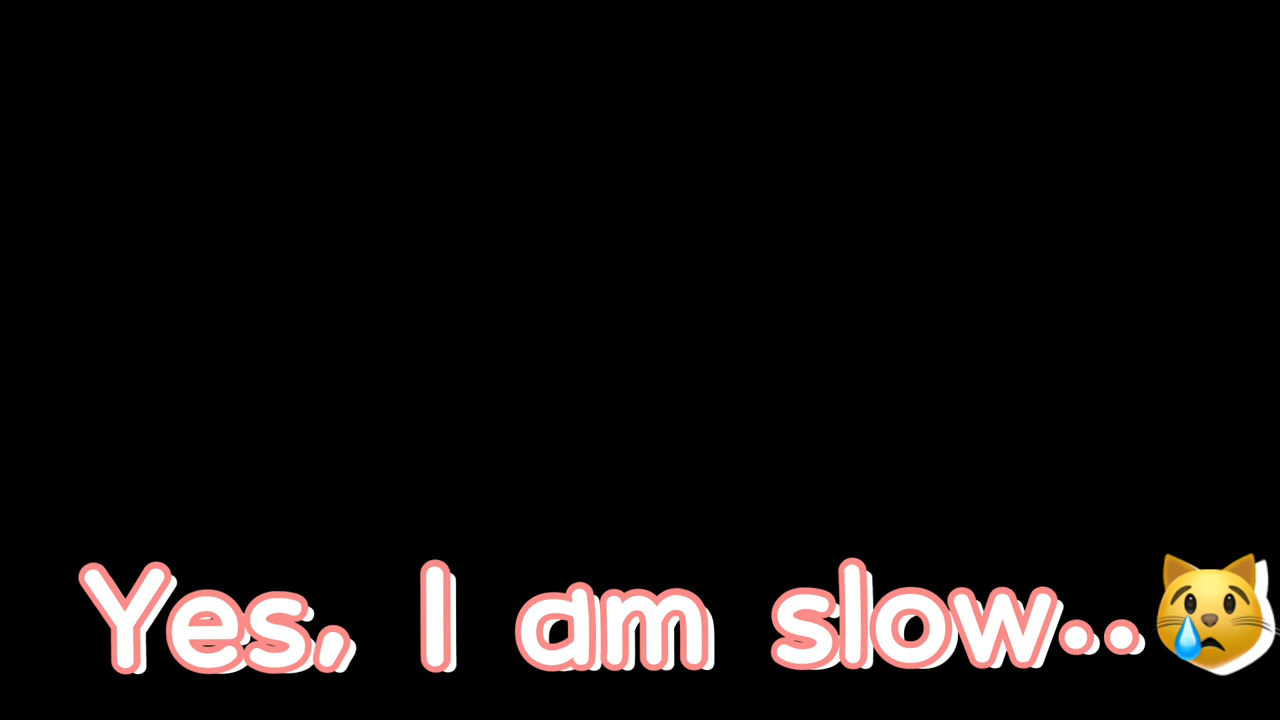 Yes, I am slow..😿